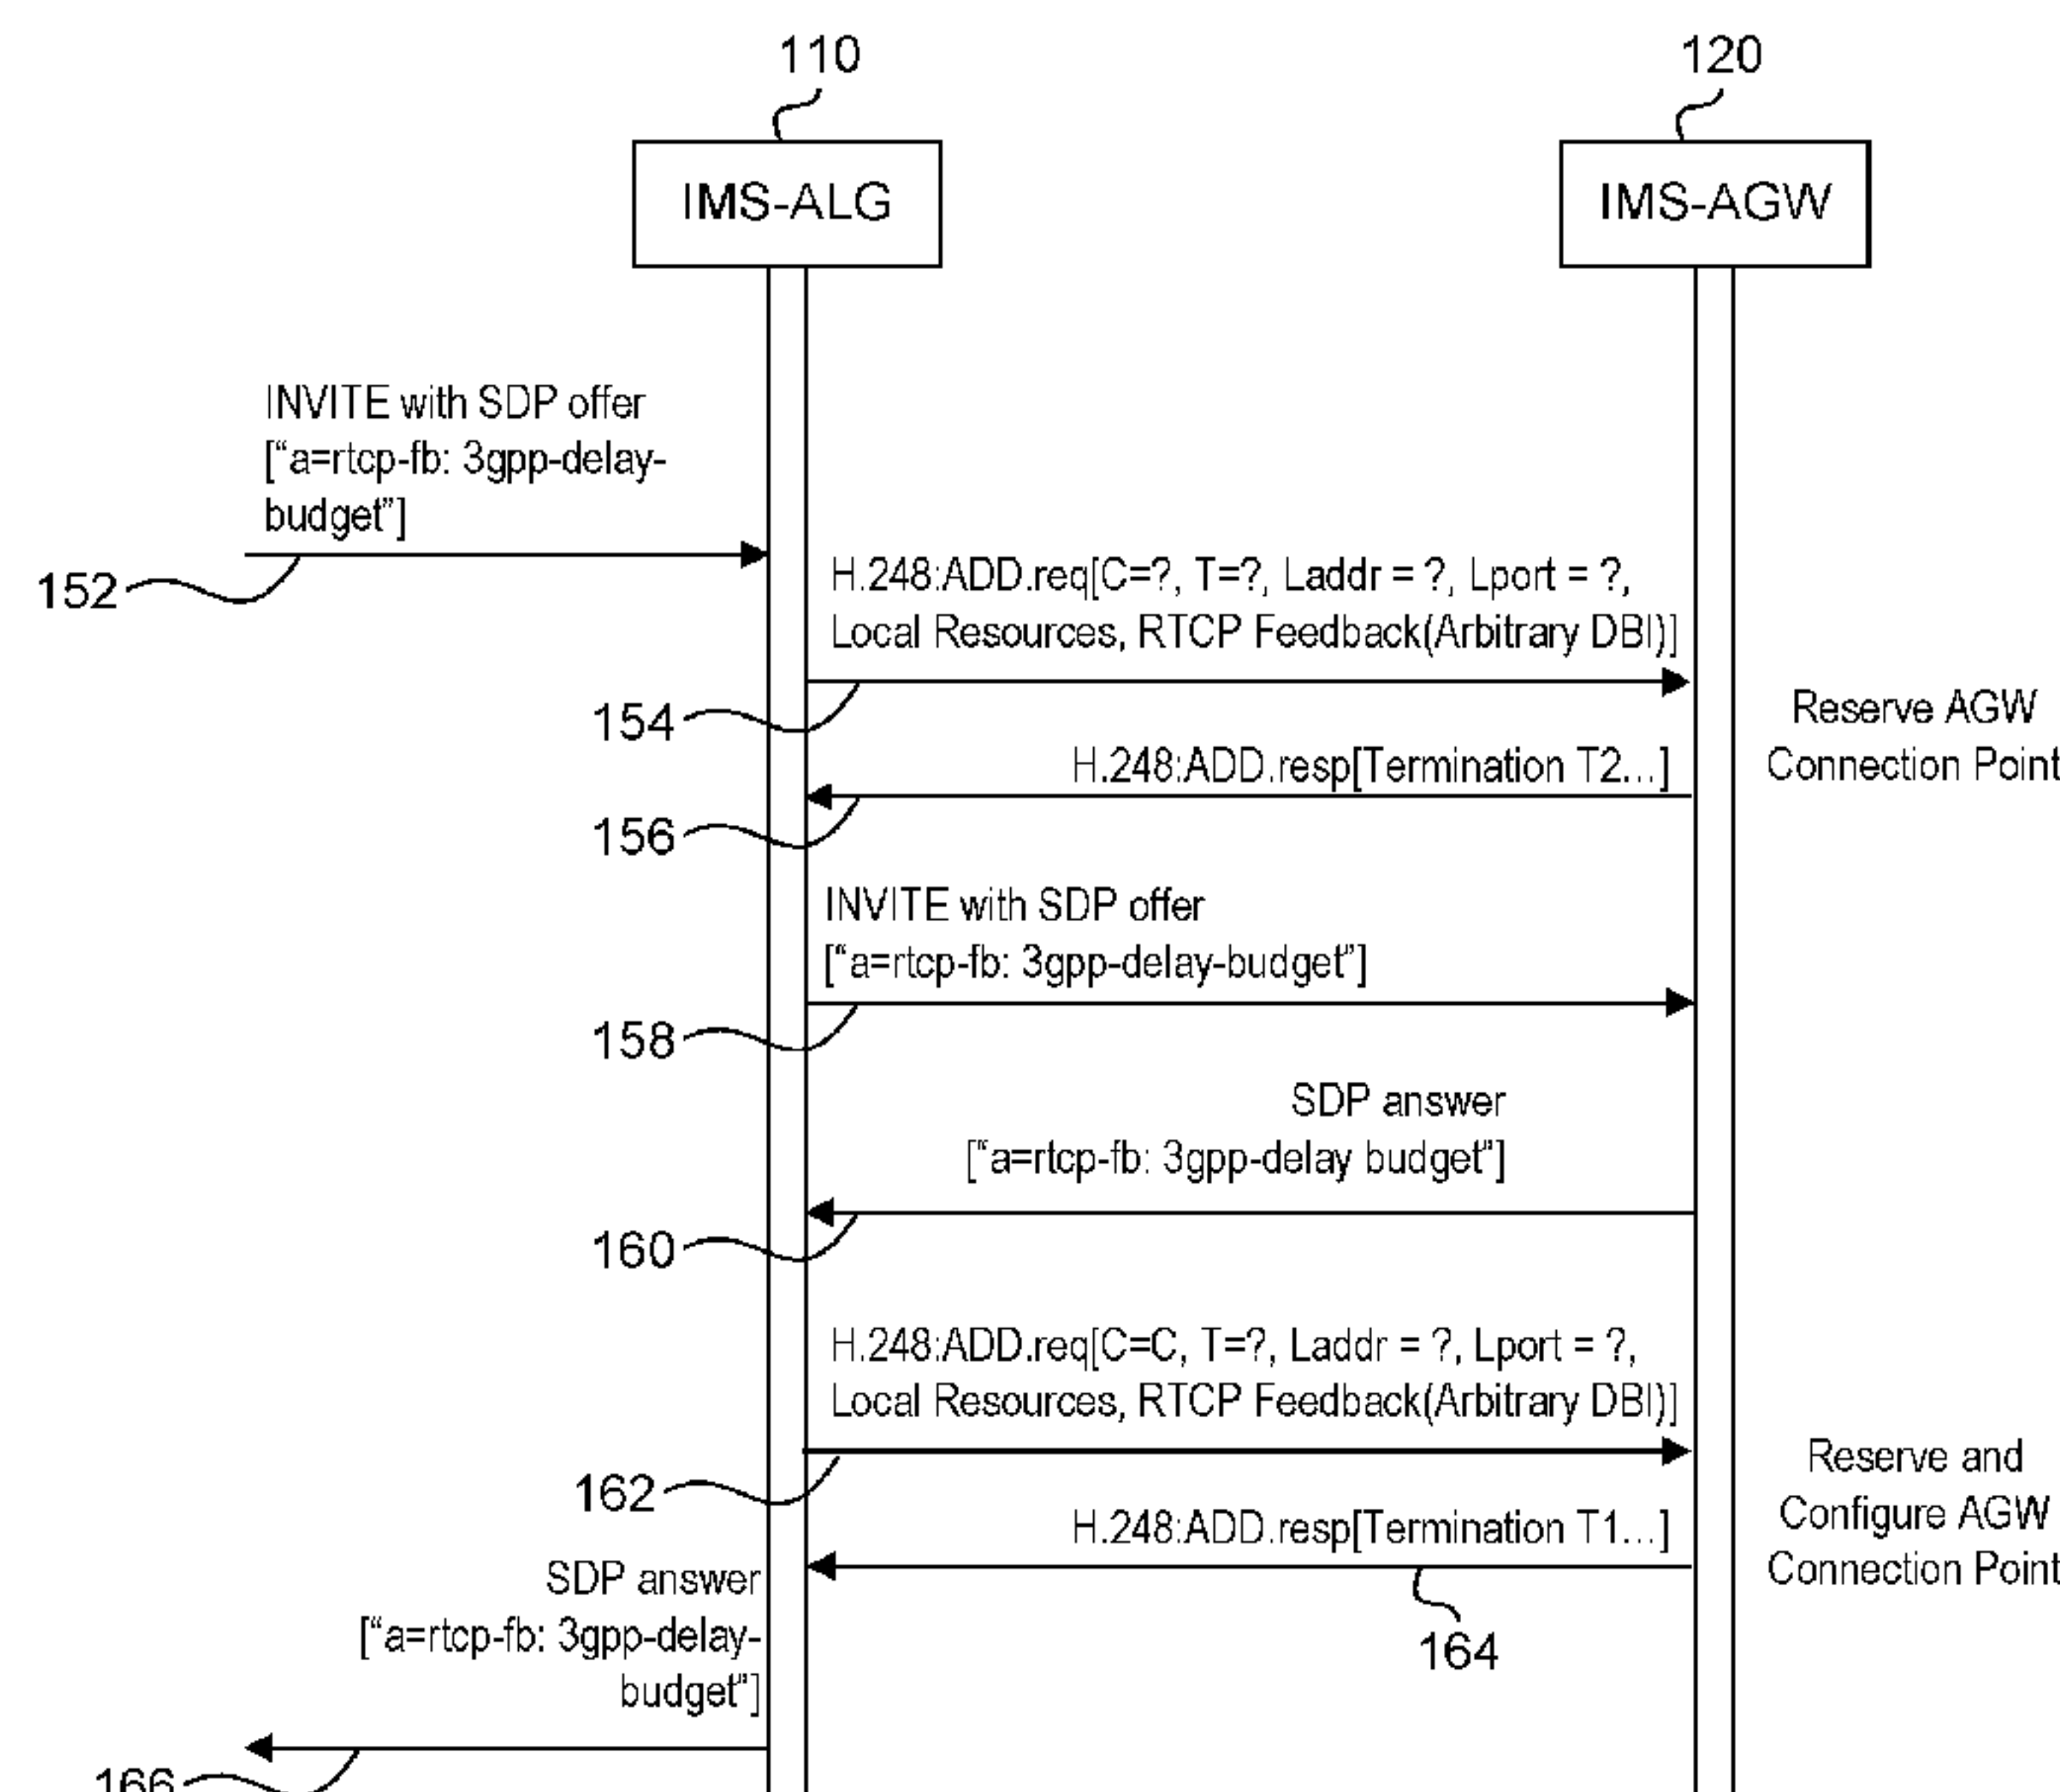 110
120
IMS-ALG
IMS-AGW
INVITE with SDP offer
["a=rtcp-fb: 3gpp-delay-
budget"]
152
H.248:ADD.req[C=?, T=?, Laddr = ?, Lport = ?,
Local Resources, RTCP Feedback(Arbitrary DBI)]
154
Reserve AGW
Connection Point
H.248:ADD.resp[Termination T2...]
156
INVITE with SDP offer
["a=rtcp-fb: 3gpp-delay-budget"]
158
SDP answer
["a=rtcp-fb: 3gpp-delay budget"]
160
H.248:ADD.req[C=C, T=?, Laddr = ?, Lport = ?,
Local Resources, RTCP Feedback(Arbitrary DBI)]
162
Reserve and
Configure AGW
Connection Point
H.248:ADD.resp[Termination T1...]
164
SDP answer
["a=rtcp-fb: 3gpp-delay-
budget"]
166